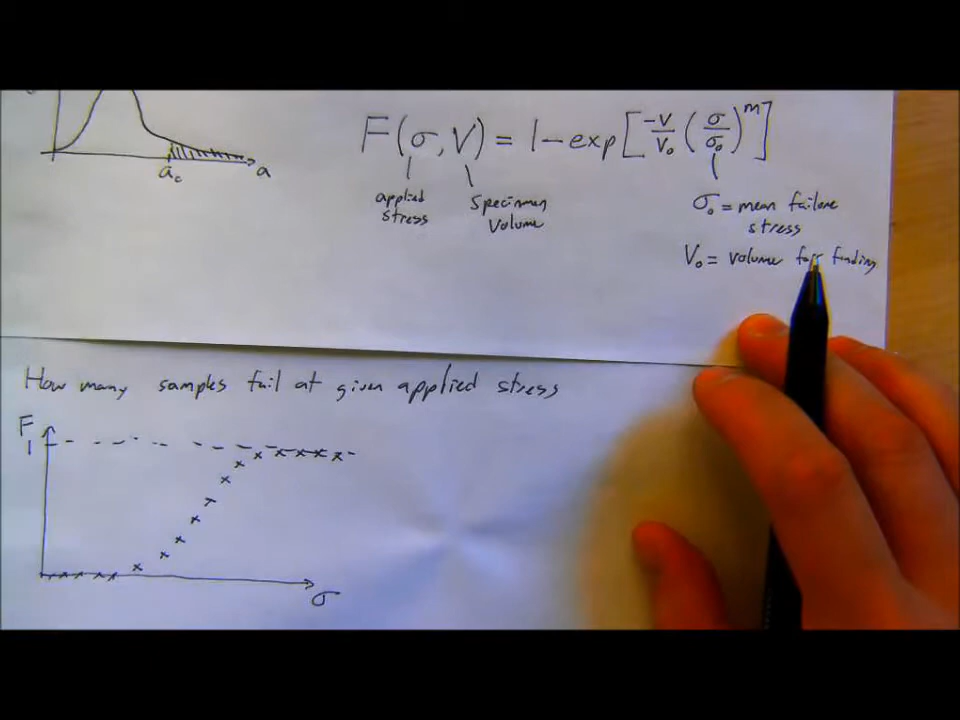 a_c
a
F(σ, V) = 1 - exp[-V/V₀ (σ/σ₀)^m]
applied stress
Specimen Volume
σ₀ = mean failure stress
V₀ = volume for finding
How many samples fail at given applied stress
F
1
σ